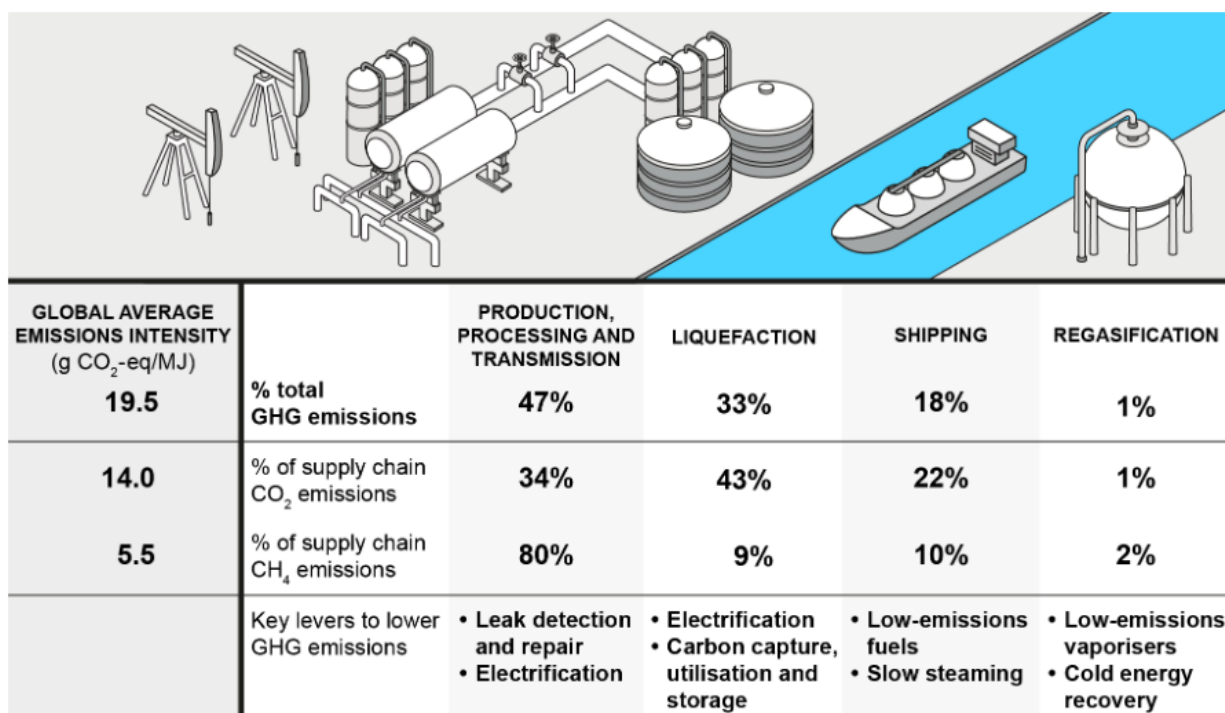 GLOBAL AVERAGE
EMISSIONS INTENSITY
(g CO₂-eq/MJ)
PRODUCTION,
PROCESSING AND
TRANSMISSION
LIQUEFACTION
SHIPPING
REGASIFICATION
19.5
% total
GHG emissions
47%
33%
18%
1%
14.0
% of supply chain
CO₂ emissions
34%
43%
22%
1%
5.5
% of supply chain
CH₄ emissions
80%
9%
10%
2%
Key levers to lower
GHG emissions
• Leak detection
and repair
• Electrification
• Electrification
• Carbon capture,
utilisation and
storage
• Low-emissions
fuels
• Slow steaming
• Low-emissions
vaporisers
• Cold energy
recovery